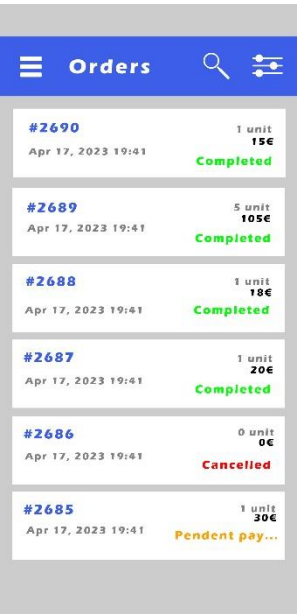 Orders
#2690
1 unit
15€
Apr 17, 2023 19:41
Completed
#2689
5 unit
105€
Apr 17, 2023 19:41
Completed
#2688
1 unit
18€
Apr 17, 2023 19:41
Completed
#2687
1 unit
20€
Apr 17, 2023 19:41
Completed
#2686
0 unit
0€
Apr 17, 2023 19:41
Cancelled
#2685
1 unit
30€
Apr 17, 2023 19:41
Pendent pay...